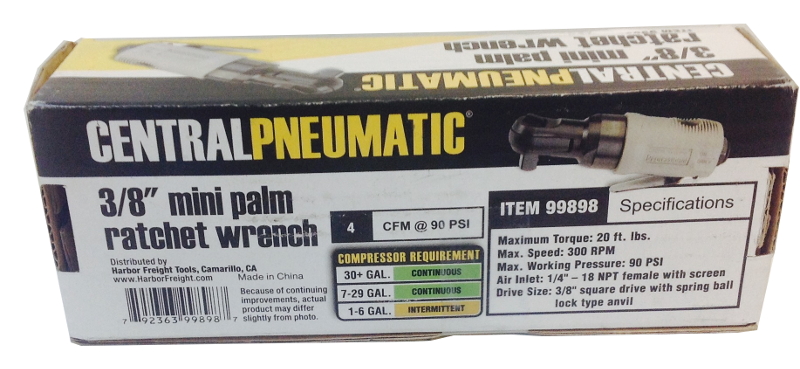 3/8" mini palm
ratchet wrench
CENTRALPNEUMATIC®
CENTRALPNEUMATIC®
3/8" mini palm
ratchet wrench
Distributed by
Harbor Freight Tools, Camarillo, CA
www.HarborFreight.com
Made in China
7 92363 99898 7
Because of continuing
improvements, actual
product may differ
slightly from photo.
4 CFM @ 90 PSI
COMPRESSOR REQUIREMENT
30+ GAL. CONTINUOUS
7-29 GAL. CONTINUOUS
1-6 GAL. INTERMITTENT
ITEM 99898 Specifications
Maximum Torque: 20 ft. lbs.
Max. Speed: 300 RPM
Max. Working Pressure: 90 PSI
Air Inlet: 1/4" – 18 NPT female with screen
Drive Size: 3/8" square drive with spring ball
lock type anvil